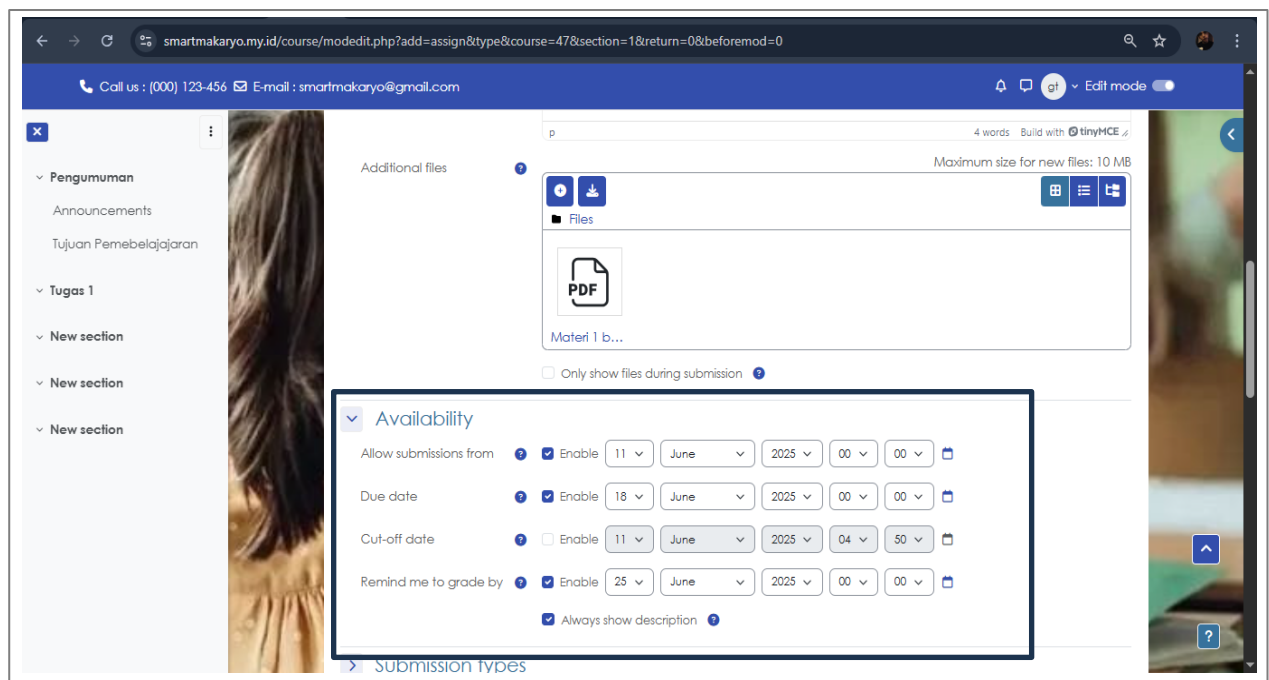 smartmakaryo.my.id/course/modedit.php?add=assign&type&course=47&section=1&return=0&beforemod=0
Call us : (000) 123-456 E-mail : smartmakaryo@gmail.com
gt Edit mode
p 4 words Build with tinyMCE
Pengumuman
Announcements
Tujuan Pemebelajajaran
Tugas 1
New section
New section
New section
Additional files
Maximum size for new files: 10 MB
Files
PDF
Materi 1 b...
Only show files during submission
Availability
Allow submissions from Enable 11 June 2025 00 00
Due date Enable 18 June 2025 00 00
Cut-off date Enable 11 June 2025 04 50
Remind me to grade by Enable 25 June 2025 00 00
Always show description
Submission types